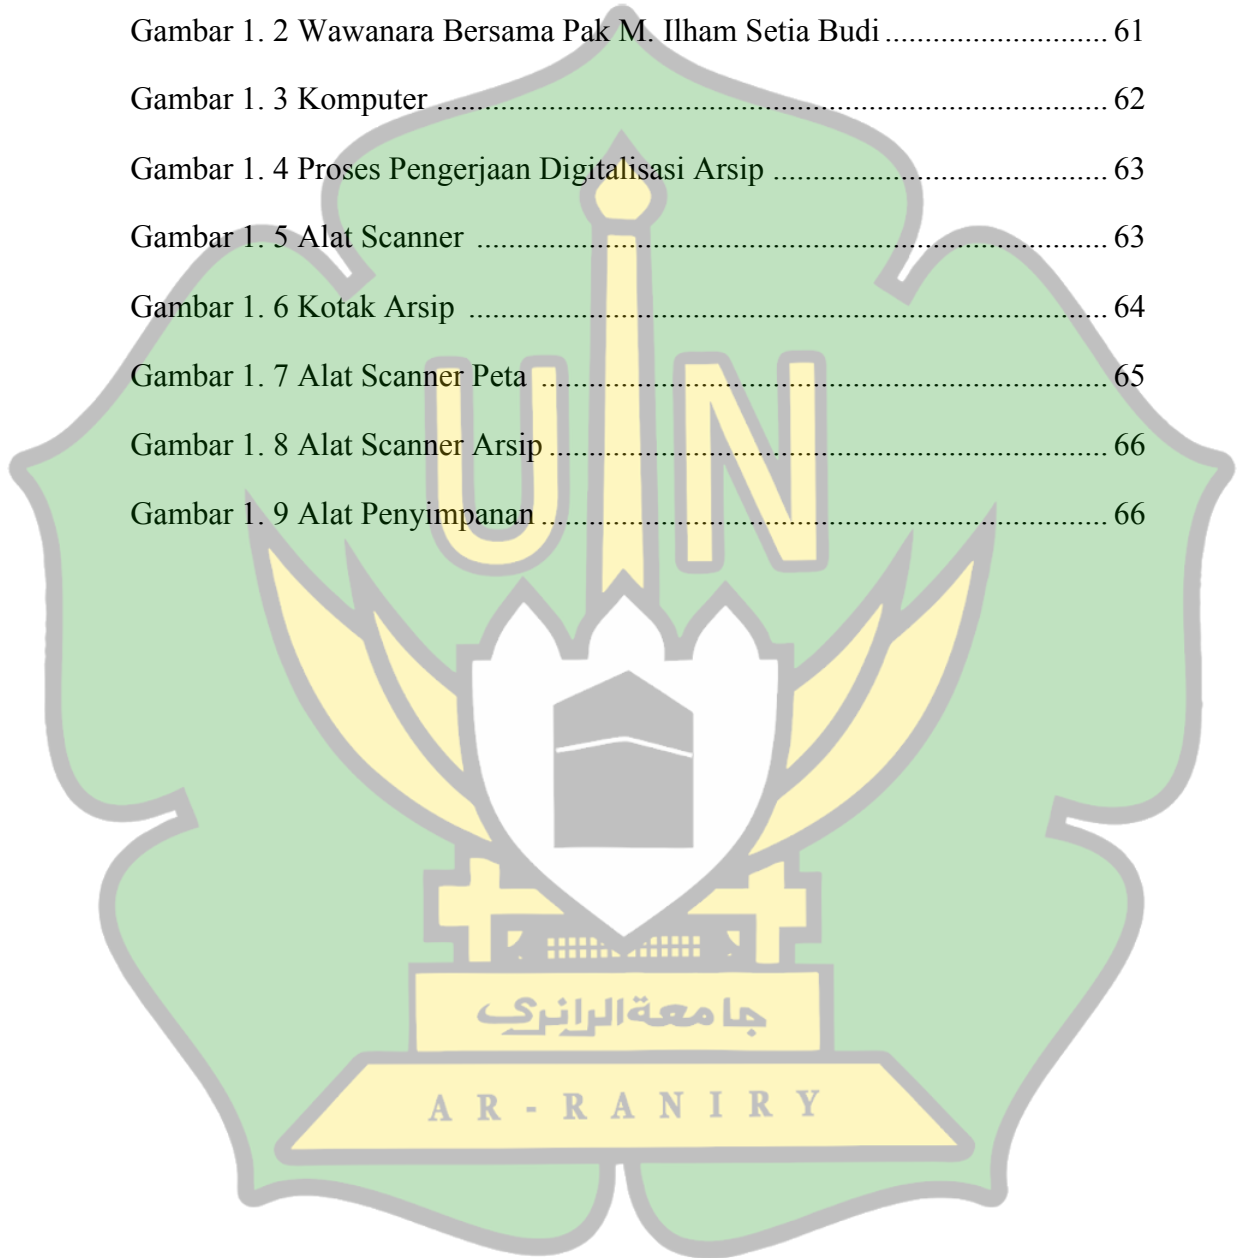 Gambar 1. 2 Wawanara Bersama Pak M. Ilham Setia Budi ............................ 61
Gambar 1. 3 Komputer .................................................................................... 62
Gambar 1. 4 Proses Pengerjaan Digitalisasi Arsip .......................................... 63
Gambar 1. 5 Alat Scanner ............................................................................... 63
Gambar 1. 6 Kotak Arsip ................................................................................ 64
Gambar 1. 7 Alat Scanner Peta ....................................................................... 65
Gambar 1. 8 Alat Scanner Arsip ...................................................................... 66
Gambar 1. 9 Alat Penyimpanan ....................................................................... 66
UIN
جامعة الرانري
AR-RANIRY